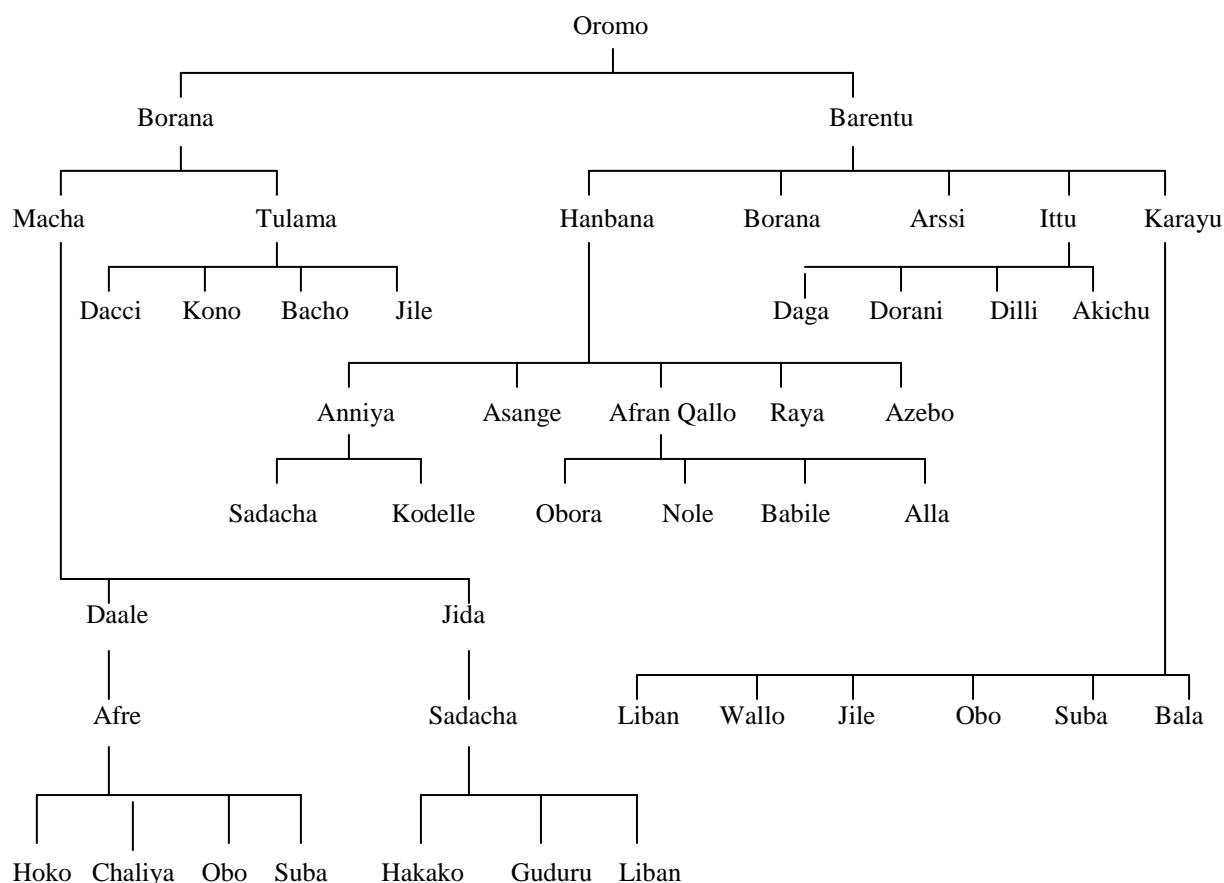 Oromo
Borana Barentu
Macha Tulama Hanbana Borana Arssi Ittu Karayu
Dacci Kono Bacho Jile Daga Dorani Dilli Akichu
Anniya Asange Afran Qallo Raya Azebo
Sadacha Kodelle Obora Nole Babile Alla
Daale Jida
Afre Sadacha Liban Wallo Jile Obo Suba Bala
Hoko Chaliya Obo Suba Hakako Guduru Liban